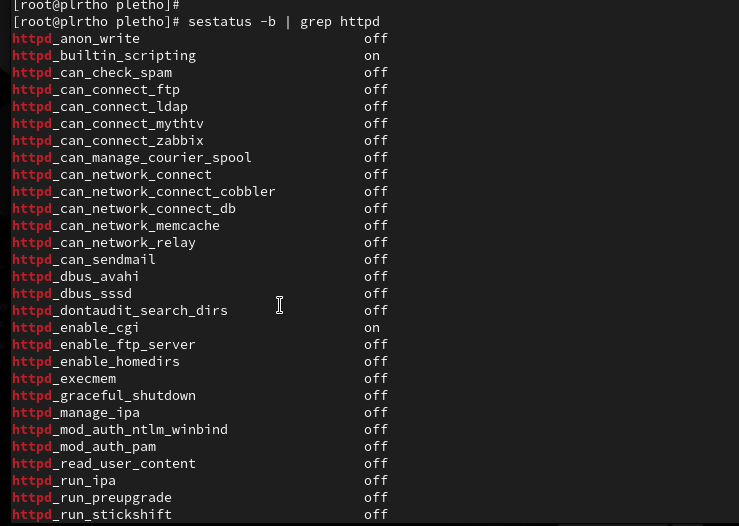 [root@plrtho pletho]#
[root@plrtho pletho]# sestatus -b | grep httpd
httpd_anon_write off
httpd_builtin_scripting on
httpd_can_check_spam off
httpd_can_connect_ftp off
httpd_can_connect_ldap off
httpd_can_connect_mythtv off
httpd_can_connect_zabbix off
httpd_can_manage_courier_spool off
httpd_can_network_connect off
httpd_can_network_connect_cobbler off
httpd_can_network_connect_db off
httpd_can_network_memcache off
httpd_can_network_relay off
httpd_can_sendmail off
httpd_dbus_avahi off
httpd_dbus_sssd off
httpd_dontaudit_search_dirs off
httpd_enable_cgi on
httpd_enable_ftp_server off
httpd_enable_homedirs off
httpd_execmem off
httpd_graceful_shutdown off
httpd_manage_ipa off
httpd_mod_auth_ntlm_winbind off
httpd_mod_auth_pam off
httpd_read_user_content off
httpd_run_ipa off
httpd_run_preupgrade off
httpd_run_stickshift off